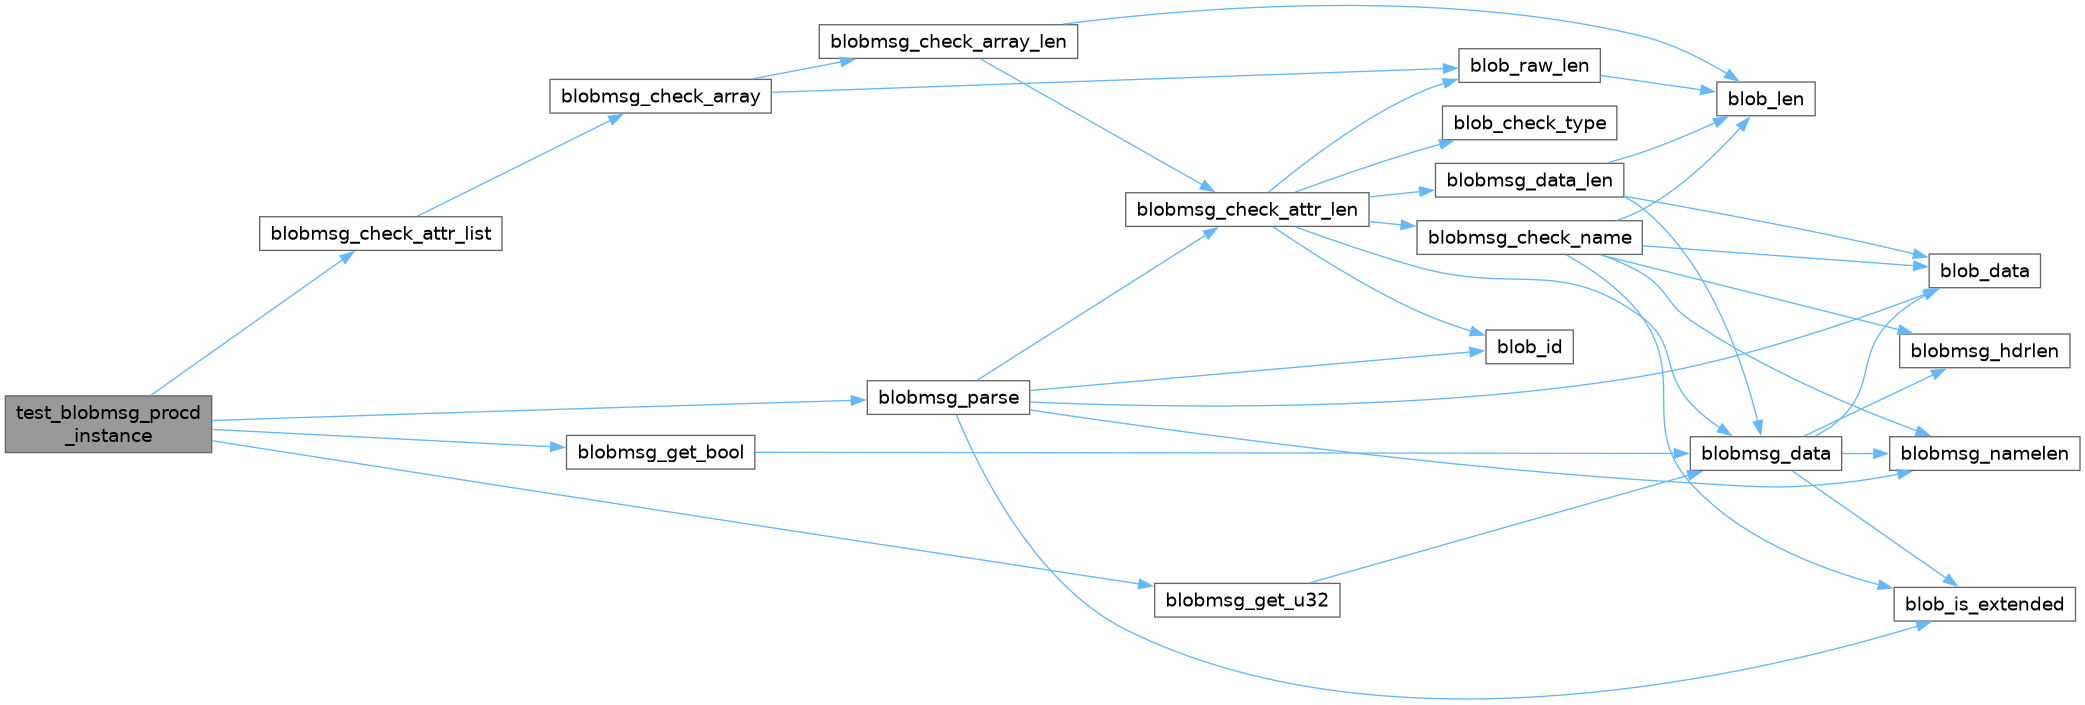 blobmsg_check_array_len
blob_raw_len
blobmsg_check_array
blob_len
blob_check_type
blobmsg_data_len
blobmsg_check_attr_len
blobmsg_check_attr_list
blobmsg_check_name
blob_data
blob_id
blobmsg_hdrlen
blobmsg_parse
test_blobmsg_procd
_instance
blobmsg_get_bool
blobmsg_data
blobmsg_namelen
blobmsg_get_u32
blob_is_extended